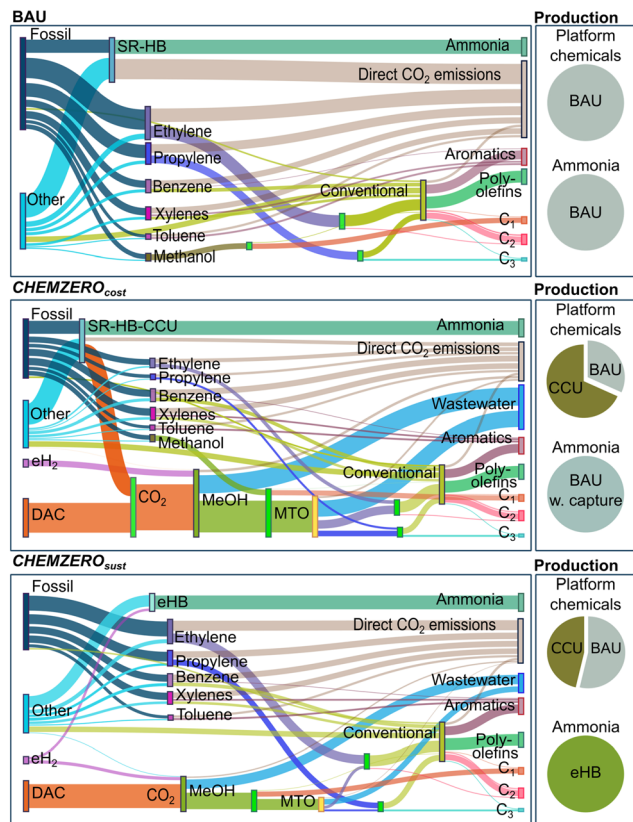 BAU
Production
Fossil
SR-HB
Ammonia
Direct CO₂ emissions
Ethylene
Propylene
Benzene
Aromatics
Other
Conventional
Poly-
olefins
Xylenes
Toluene
C₁
Methanol
C₂
C₃
Platform
chemicals
BAU
Ammonia
BAU
CHEMZERO_cost
Production
Fossil
SR-HB-CCU
Ammonia
Direct CO₂ emissions
Ethylene
Propylene
Wastewater
Other
Benzene
Xylenes
Toluene
Methanol
Aromatics
eH₂
Conventional
Poly-
olefins
CO₂
MeOH
C₁
DAC
MTO
C₂
C₃
Platform
chemicals
BAU
CCU
Ammonia
BAU
w. capture
CHEMZERO_sust
Production
Fossil
eHB
Ammonia
Direct CO₂ emissions
Ethylene
Propylene
Benzene
Wastewater
Xylenes
Other
Toluene
Aromatics
Conventional
Poly-
olefins
eH₂
C₁
DAC
CO₂
MeOH
C₂
MTO
C₃
Platform
chemicals
CCU
BAU
Ammonia
eHB